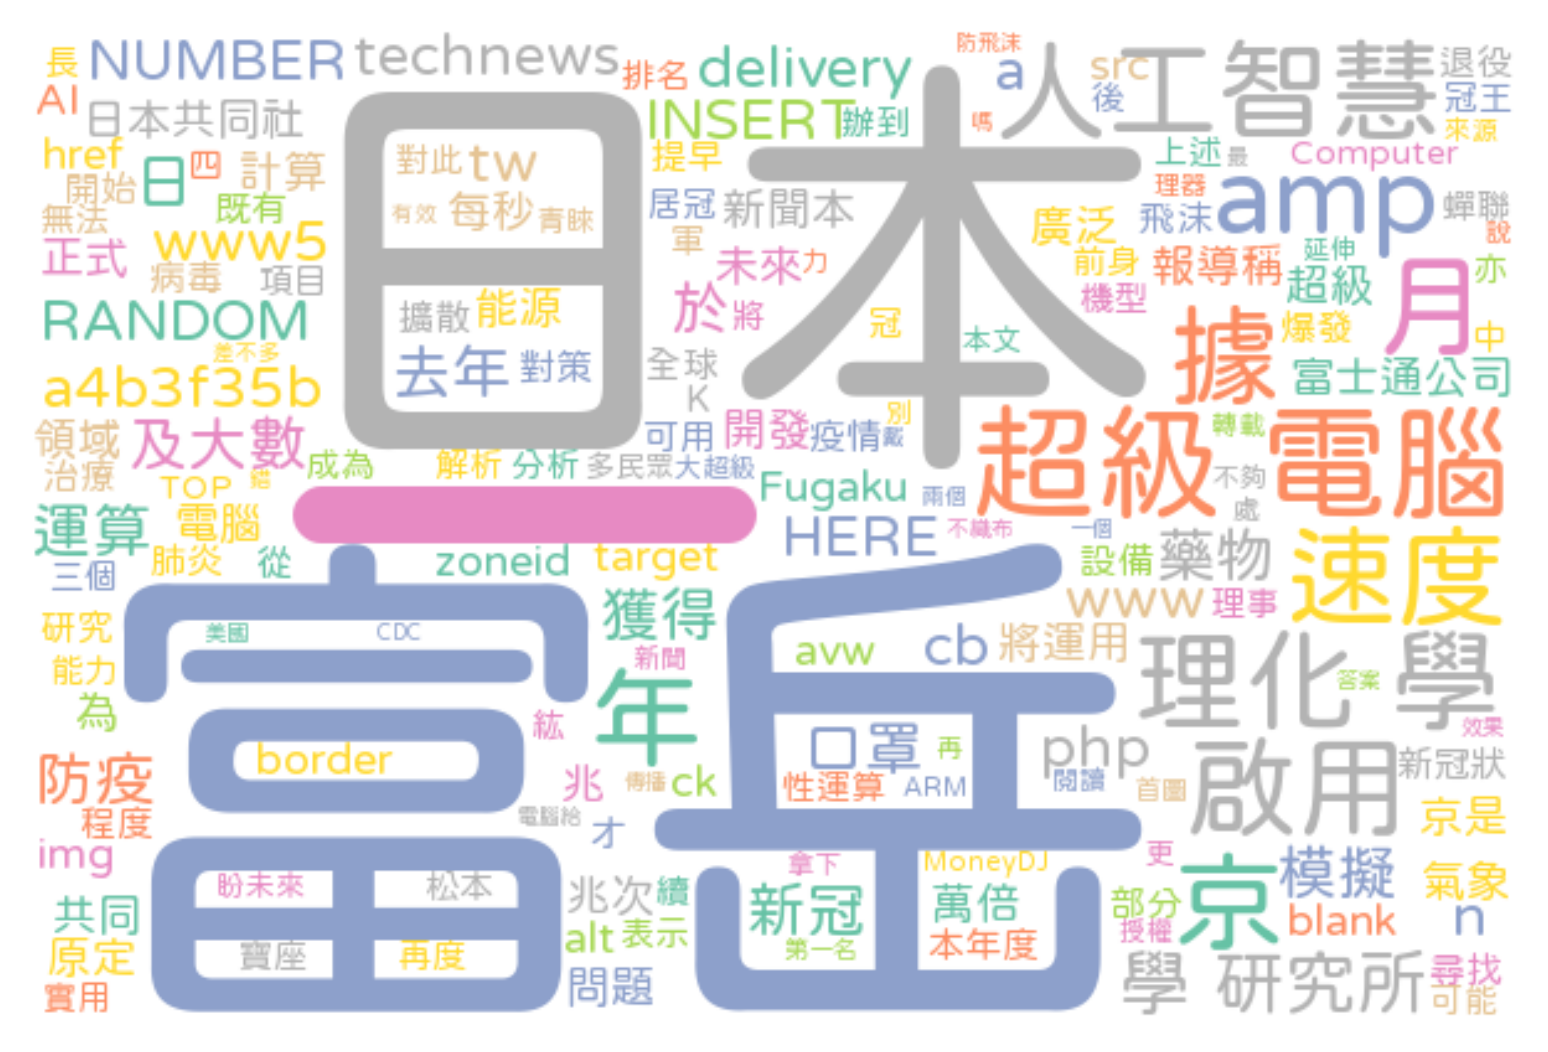 長 NUMBER technews 排名 delivery 防飛沫 a src 人工智慧 退役
AI 日本共同社 INSERT 辦到 嗎 後 冠王
來源
href 日 四 計算 對此 tw 提早 上述 最 Computer
開始 既有 有效 每秒 青睞 居冠 新聞本 理器 amp
無法 廣泛 飛沫 蟬聯
正式 www5 軍 未來 力 前身 報導稱 延伸 說
病毒 項目 日本 於 將 機型 超級 月 亦
RANDOM 擴散 能源 冠 本文 據 爆發 中
差不多 去年 對策 全球 富士通公司
a4b3f35b K 別
領域 及大數 可用 開發 疫情 戴 超級電腦 轉載
治療 成為 解析 分析 多民眾 大超級 不夠
TOP 錯 Fugaku 兩個 處
運算 電腦 一 HERE 不織布 一個
三個 肺炎 從 zoneid target 設備 藥物 速度
研究 美國 CDC 獲得 www 理事
能力 新聞 avw cb 將運用 理化 學
為 富岳 年 答案
border 紘 口罩 再 php 效果
防疫 兆 傳播 ck 性運算 ARM 閱讀 首圖 啟用 新冠狀
程度 電腦給 才 京是
img 盼未來 松本 拿下 MoneyDJ 更 模擬
共同 兆次 續 新冠 萬倍 部分 京 氣象
原定 寶座 再度 alt 表示 第一名 本年度 授權 blank n
實用 問題 學 研究所 尋找
可能